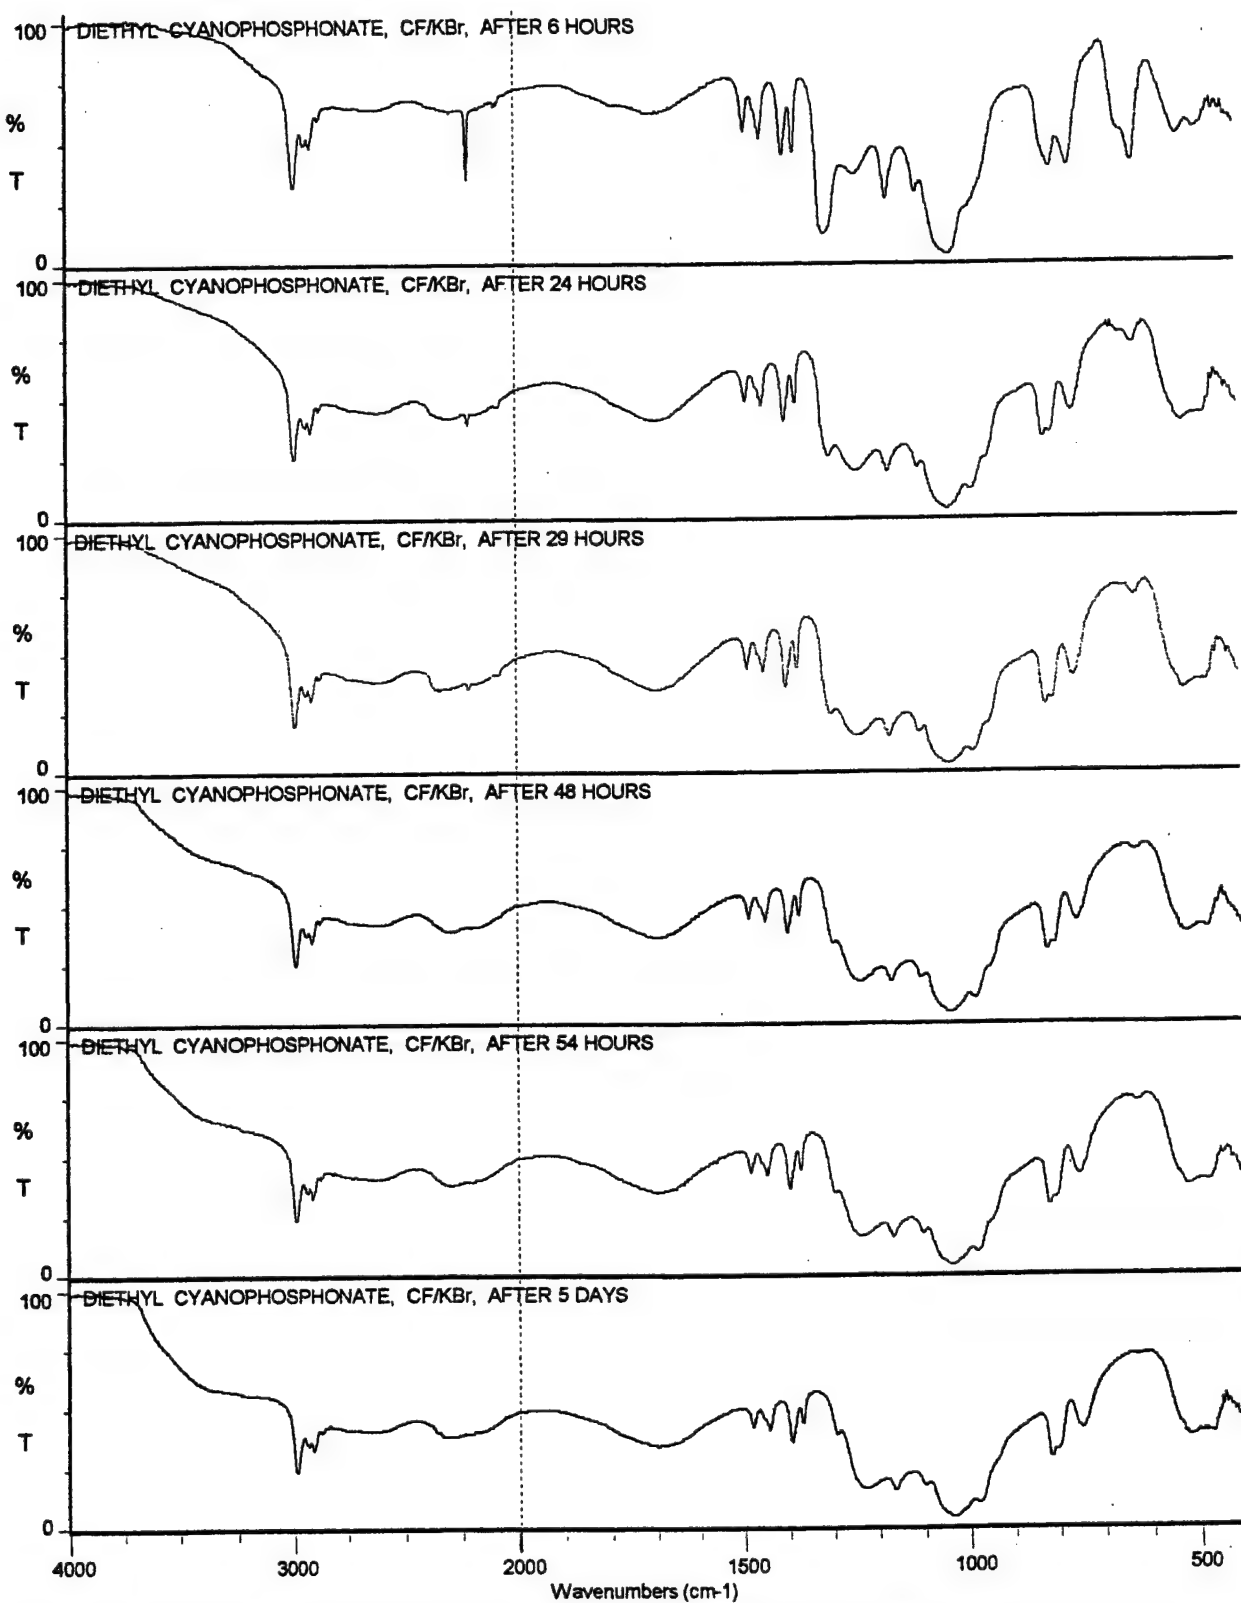 100
DIETHYL CYANOPHOSPHONATE, CF/KBr, AFTER 6 HOURS
%
T
0
100
DIETHYL CYANOPHOSPHONATE, CF/KBr, AFTER 24 HOURS
%
T
0
100
DIETHYL CYANOPHOSPHONATE, CF/KBr, AFTER 29 HOURS
%
T
0
100
DIETHYL CYANOPHOSPHONATE, CF/KBr, AFTER 48 HOURS
%
T
0
100
DIETHYL CYANOPHOSPHONATE, CF/KBr, AFTER 54 HOURS
%
T
0
100
DIETHYL CYANOPHOSPHONATE, CF/KBr, AFTER 5 DAYS
%
T
0
4000 3000 2000 1500 1000 500
Wavenumbers (cm-1)